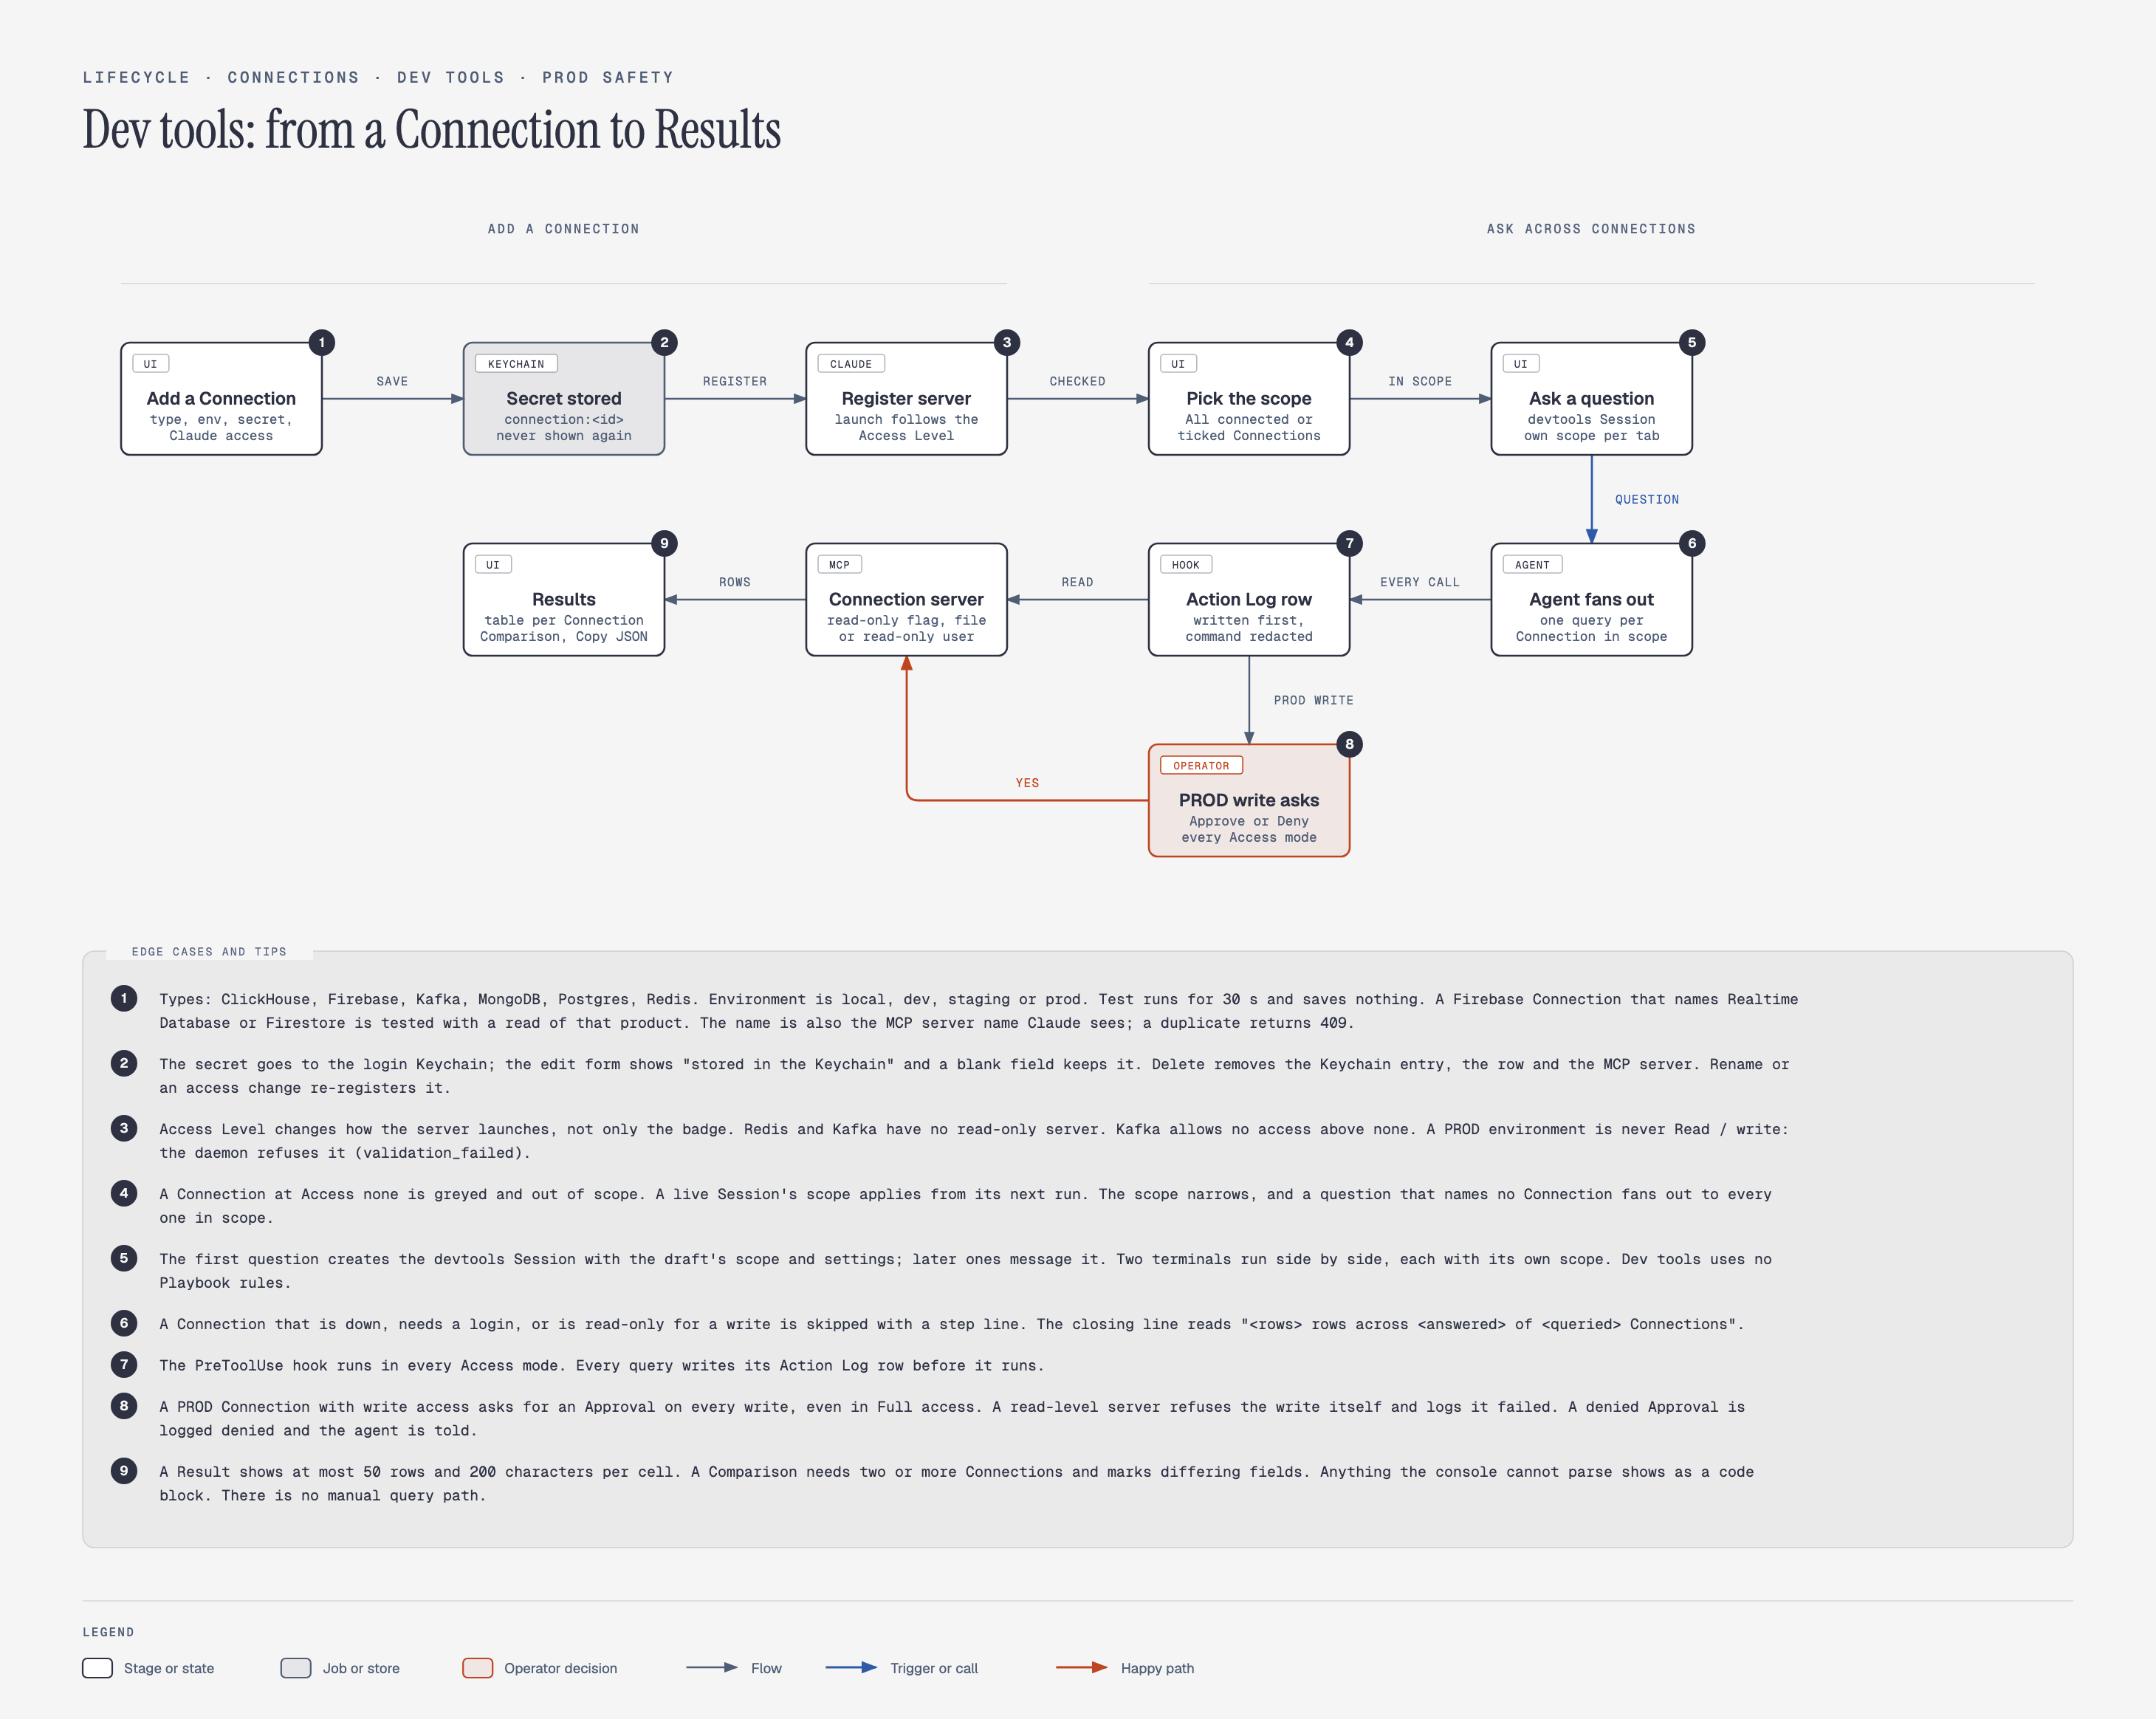 LIFECYCLE · CONNECTIONS · DEV TOOLS · PROD SAFETY
Dev tools: from a Connection to Results
ADD A CONNECTION
ASK ACROSS CONNECTIONS
1
UI
Add a Connection
type, env, secret,
Claude access
SAVE
2
KEYCHAIN
Secret stored
connection:<id>
never shown again
REGISTER
3
CLAUDE
Register server
launch follows the
Access Level
CHECKED
4
UI
Pick the scope
All connected or
ticked Connections
IN SCOPE
5
UI
Ask a question
devtools Session
own scope per tab
QUESTION
9
UI
Results
table per Connection
Comparison, Copy JSON
ROWS
MCP
Connection server
read-only flag, file
or read-only user
READ
7
HOOK
Action Log row
written first,
command redacted
EVERY CALL
6
AGENT
Agent fans out
one query per
Connection in scope
PROD WRITE
YES
8
OPERATOR
PROD write asks
Approve or Deny
every Access mode
EDGE CASES AND TIPS
1 Types: ClickHouse, Firebase, Kafka, MongoDB, Postgres, Redis. Environment is local, dev, staging or prod. Test runs for 30 s and saves nothing. A Firebase Connection that names Realtime
Database or Firestore is tested with a read of that product. The name is also the MCP server name Claude sees; a duplicate returns 409.
2 The secret goes to the login Keychain; the edit form shows "stored in the Keychain" and a blank field keeps it. Delete removes the Keychain entry, the row and the MCP server. Rename or
an access change re-registers it.
3 Access Level changes how the server launches, not only the badge. Redis and Kafka have no read-only server. Kafka allows no access above none. A PROD environment is never Read / write:
the daemon refuses it (validation_failed).
4 A Connection at Access none is greyed and out of scope. A live Session's scope applies from its next run. The scope narrows, and a question that names no Connection fans out to every
one in scope.
5 The first question creates the devtools Session with the draft's scope and settings; later ones message it. Two terminals run side by side, each with its own scope. Dev tools uses no
Playbook rules.
6 A Connection that is down, needs a login, or is read-only for a write is skipped with a step line. The closing line reads "<rows> rows across <answered> of <queried> Connections".
7 The PreToolUse hook runs in every Access mode. Every query writes its Action Log row before it runs.
8 A PROD Connection with write access asks for an Approval on every write, even in Full access. A read-level server refuses the write itself and logs it failed. A denied Approval is
logged denied and the agent is told.
9 A Result shows at most 50 rows and 200 characters per cell. A Comparison needs two or more Connections and marks differing fields. Anything the console cannot parse shows as a code
block. There is no manual query path.
LEGEND
Stage or state
Job or store
Operator decision
Flow
Trigger or call
Happy path